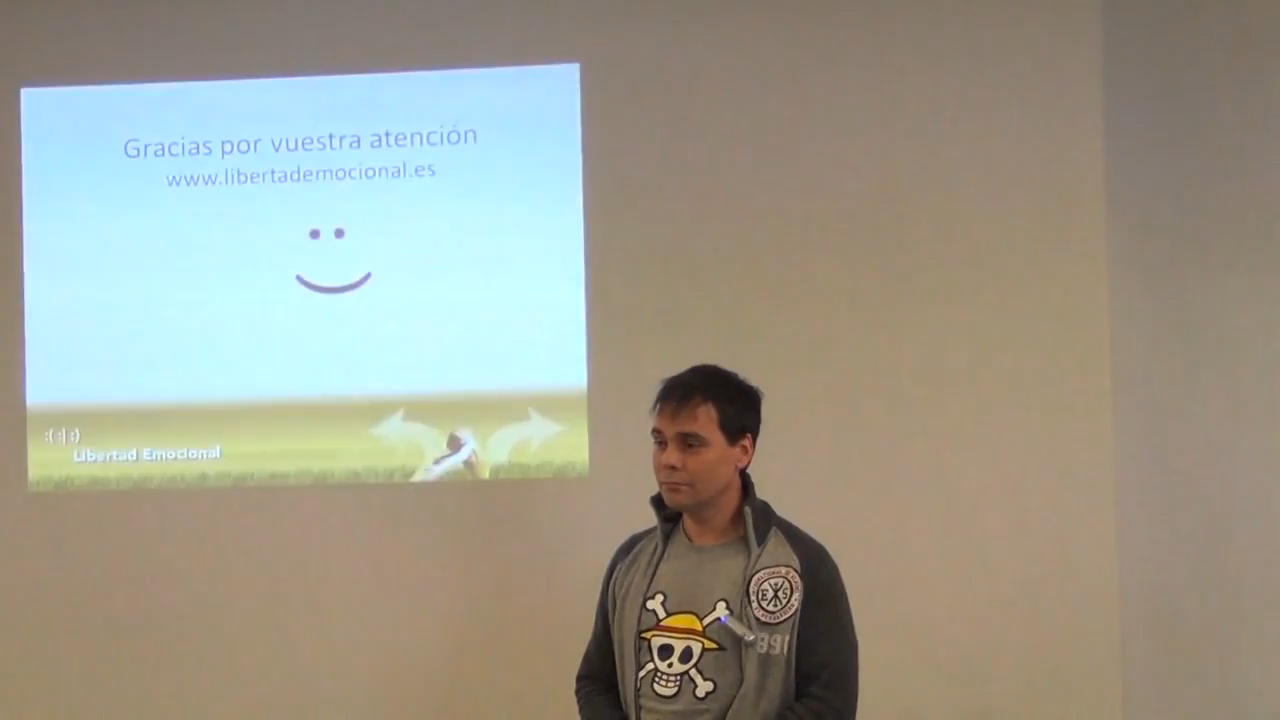 Gracias por vuestra atención
www.libertademocional.es
:( :| :)
Libertad Emocional
E S